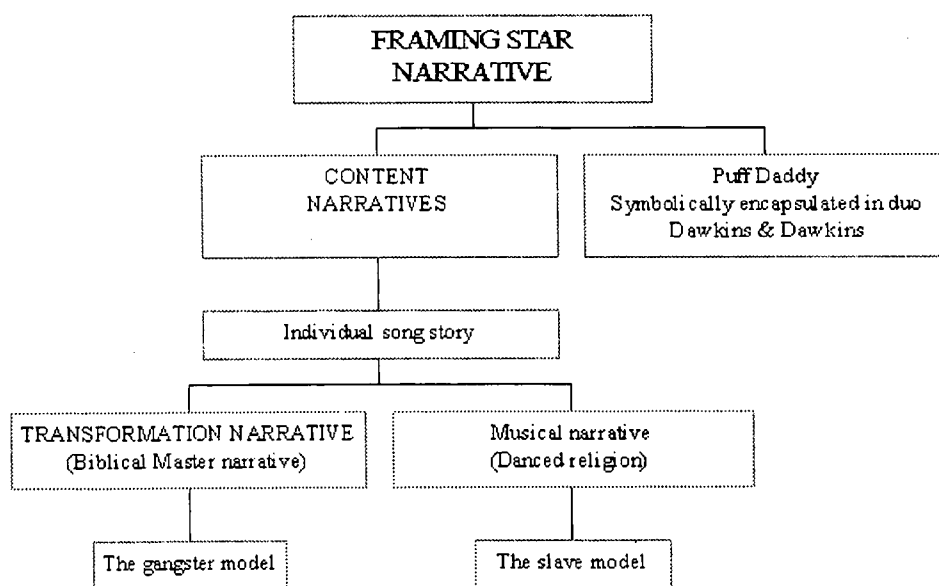 FRAMING STAR
NARRATIVE
CONTENT
NARRATIVES
Puff Daddy
Symbolically encapsulated in duo
Dawkins & Dawkins
Individual song story
TRANSFORMATION NARRATIVE
(Biblical Master narrative)
Musical narrative
(Danced religion)
The gangster model
The slave model